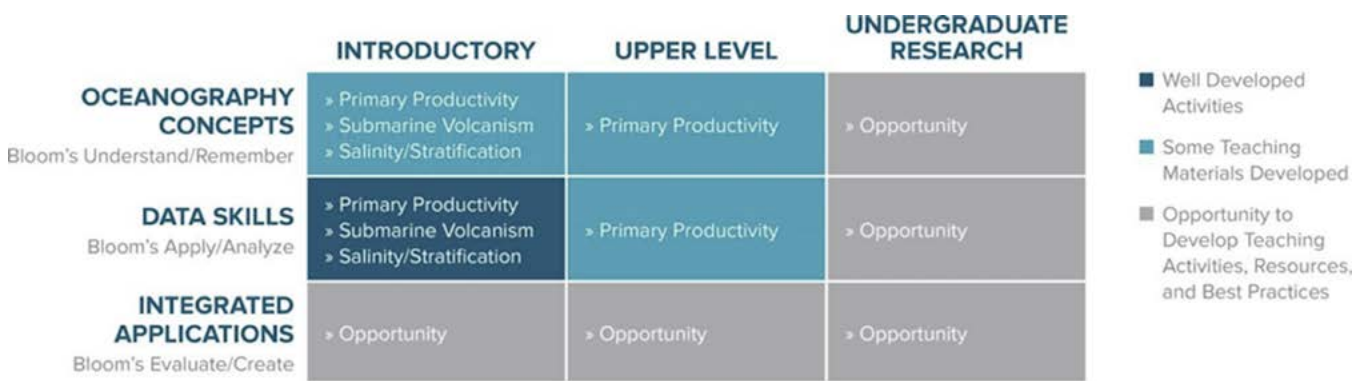 INTRODUCTORY
UPPER LEVEL
UNDERGRADUATE
RESEARCH
OCEANOGRAPHY
CONCEPTS
Bloom's Understand/Remember
» Primary Productivity
» Submarine Volcanism
» Salinity/Stratification
» Primary Productivity
» Opportunity
DATA SKILLS
Bloom's Apply/Analyze
» Primary Productivity
» Submarine Volcanism
» Salinity/Stratification
» Primary Productivity
» Opportunity
INTEGRATED
APPLICATIONS
Bloom's Evaluate/Create
» Opportunity
» Opportunity
» Opportunity
Well Developed
Activities
Some Teaching
Materials Developed
Opportunity to
Develop Teaching
Activities, Resources,
and Best Practices